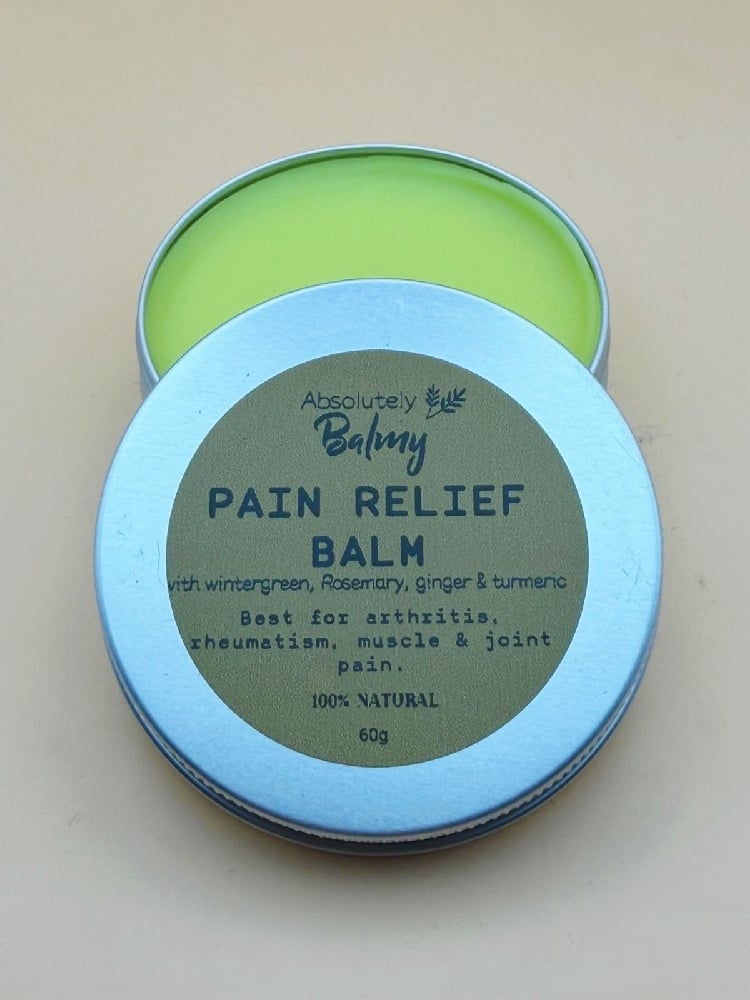 Absolutely
Balmy
PAIN RELIEF
BALM
with wintergreen, Rosemary, ginger & turmeric
Best for arthritis,
rheumatism, muscle & joint
pain.
100% NATURAL
60g